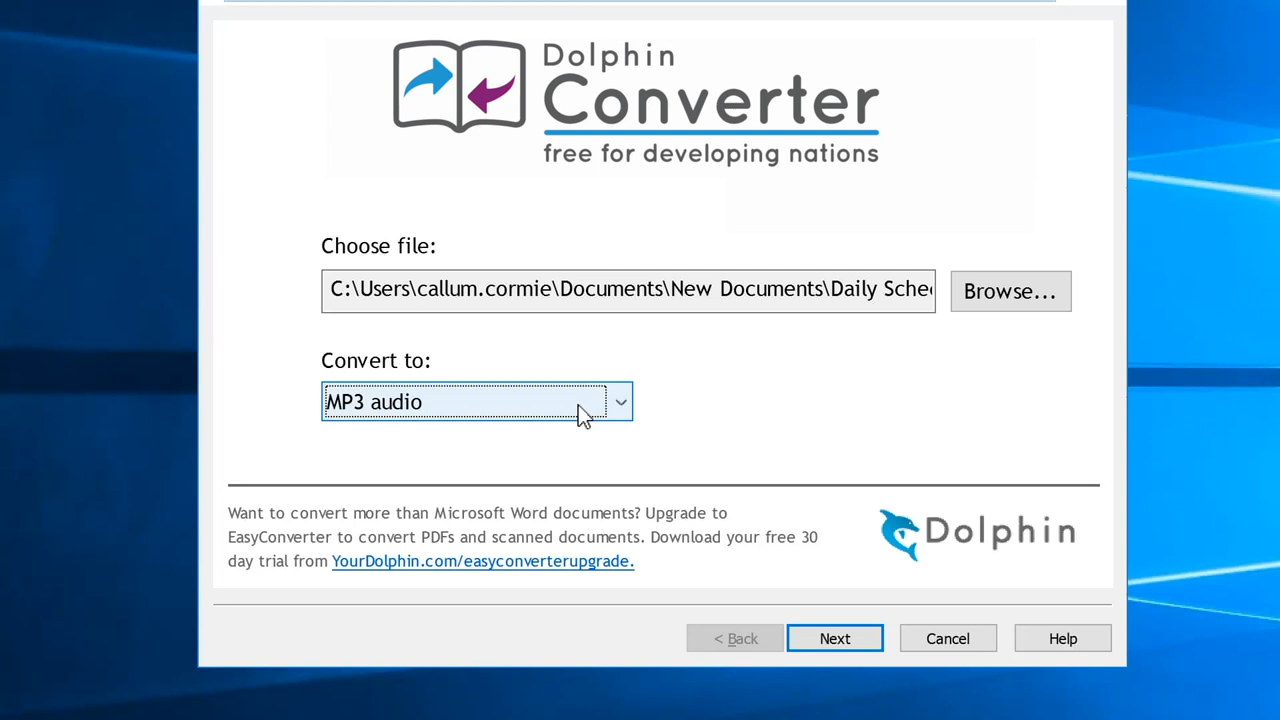 Dolphin
Converter
free for developing nations
Choose file:
C:\Users\callum.cormie\Documents\New Documents\Daily
Browse...
Convert to:
MP3 audio
Want to convert more than Microsoft Word documents? Upgrade to
EasyConverter to convert PDFs and scanned documents. Download your free 30
day trial from YourDolphin.com/easyconverterupgrade.
Dolphin
< Back
Next
Cancel
Help